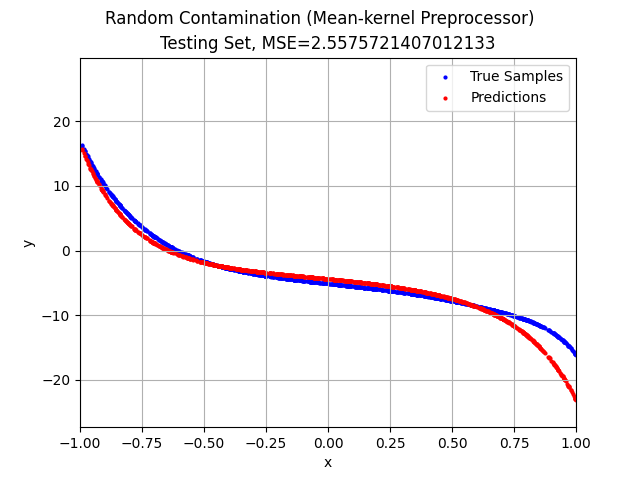 Random Contamination (Mean-kernel Preprocessor)
Testing Set, MSE=2.5575721407012133
True Samples
Predictions
20
10
0
−10
−20
y
−1.00 −0.75 −0.50 −0.25 0.00 0.25 0.50 0.75 1.00
x